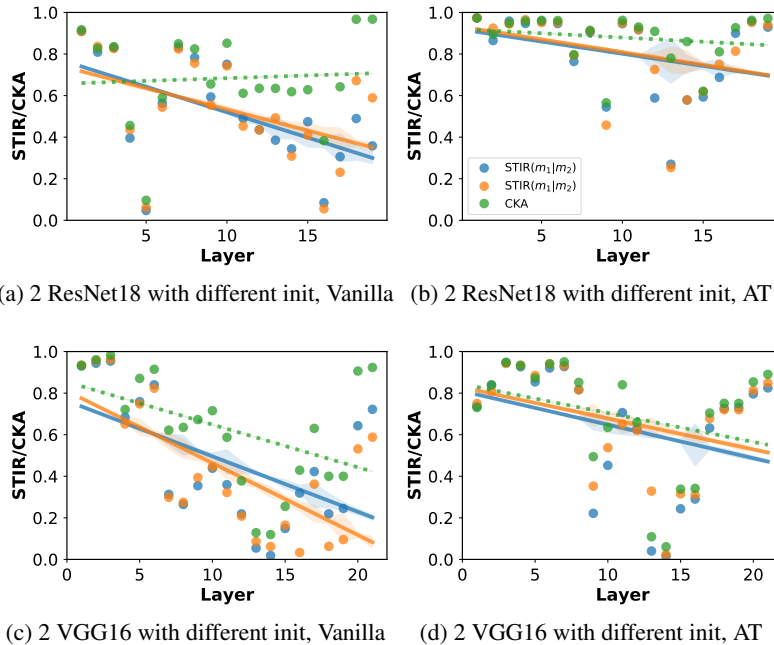 1.0
0.8
0.6
0.4
0.2
0.0
STIR/CKA
5
10
15
Layer
1.0
0.8
0.6
0.4
0.2
0.0
STIR/CKA
STIR(m₁|m₂)
STIR(m₁|m₂)
CKA
5
10
15
Layer
(a) 2 ResNet18 with different init, Vanilla
(b) 2 ResNet18 with different init, AT
1.0
0.8
0.6
0.4
0.2
0.0
STIR/CKA
0
5
10
15
20
Layer
1.0
0.8
0.6
0.4
0.2
0.0
STIR/CKA
0
5
10
15
20
Layer
(c) 2 VGG16 with different init, Vanilla
(d) 2 VGG16 with different init, AT